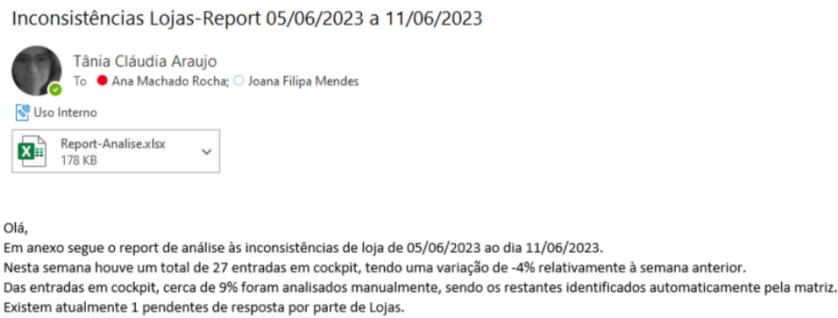 Inconsistências Lojas-Report 05/06/2023 a 11/06/2023
Tânia Cláudia Araujo
To Ana Machado Rocha; Joana Filipa Mendes
Uso Interno
Report-Analise.xlsx
178 KB
Olá,
Em anexo segue o report de análise às inconsistências de loja de 05/06/2023 ao dia 11/06/2023.
Nesta semana houve um total de 27 entradas em cockpit, tendo uma variação de -4% relativamente à semana anterior.
Das entradas em cockpit, cerca de 9% foram analisados manualmente, sendo os restantes identificados automaticamente pela matriz.
Existem atualmente 1 pendentes de resposta por parte de Lojas.